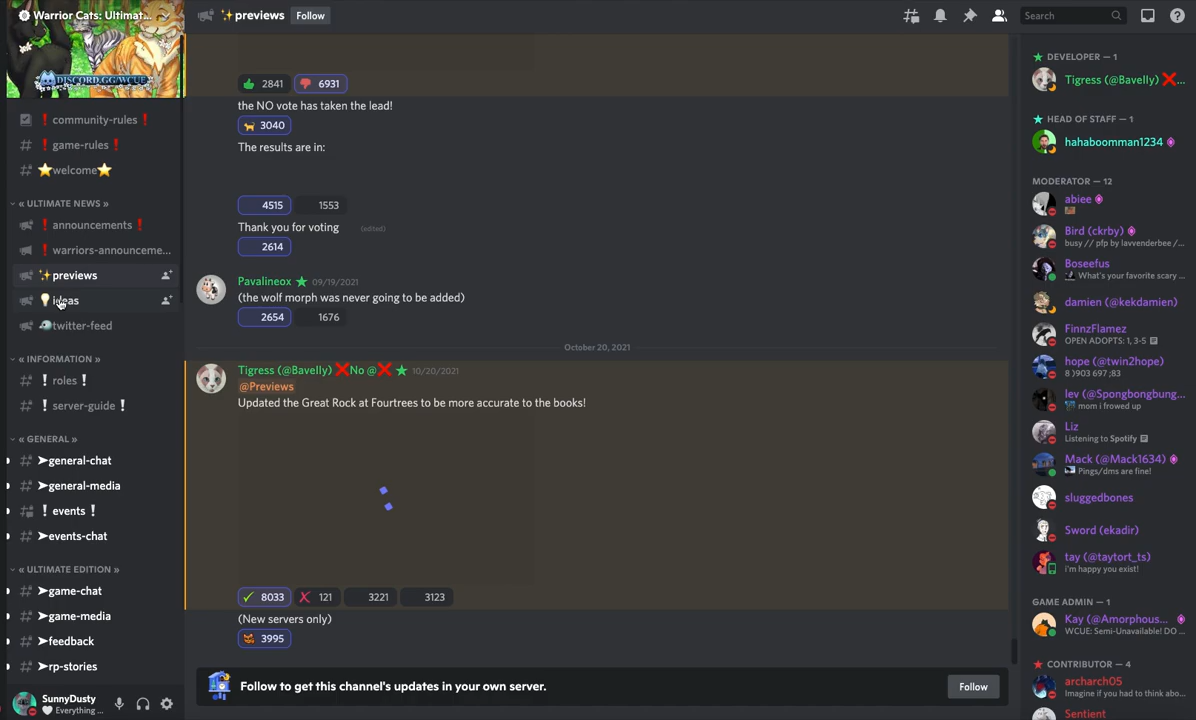 Warrior Cats: Ultimat...
DISCORD.GG/WCUE
❗community-rules❗
❗game-rules❗
⭐welcome⭐
« ULTIMATE NEWS »
❗announcements❗
❗warriors-announceme...
✨previews
💡ideas
🐟twitter-feed
« INFORMATION »
❕roles❕
❕server-guide❕
« GENERAL »
➤general-chat
➤general-media
❕events❕
➤events-chat
« ULTIMATE EDITION »
➤game-chat
➤game-media
➤feedback
➤rp-stories
SunnyDusty
🤍 Everything ...
✨previews
Follow
Search
👍 2841 👎 6931
the NO vote has taken the lead!
3040
The results are in:
4515 1553
Thank you for voting (edited)
2614
Pavalineox 09/19/2021
(the wolf morph was never going to be added)
2654 1676
October 20, 2021
Tigress (@Bavelly) ❌No @❌ 10/20/2021
@Previews
Updated the Great Rock at Fourtrees to be more accurate to the books!
8033 121 3221 3123
(New servers only)
3995
Follow to get this channel's updates in your own server.
Follow
★ DEVELOPER — 1
Tigress (@Bavelly) ❌...
★ HEAD OF STAFF — 1
hahaboomman1234
MODERATOR — 12
abiee
Bird (ckrby)
busy // pfp by lavvenderbee /...
Boseefus
What's your favorite scary ...
damien (@kekdamien)
FinnzFlamez
OPEN ADOPTS: 1, 3-5
hope (@twin2hope)
8 )903 697 ;83
lev (@Spongbongbung...
mom i frowed up
Liz
Listening to Spotify
Mack (@Mack1634)
Pings/dms are fine!
sluggedbones
Sword (ekadir)
tay (@taytort_ts)
i'm happy you exist!
GAME ADMIN — 1
Kay (@Amorphous...
WCUE: Semi-Unavailable! DO ...
★ CONTRIBUTOR — 4
archarch05
Imagine if you had to think abo...
Sentient